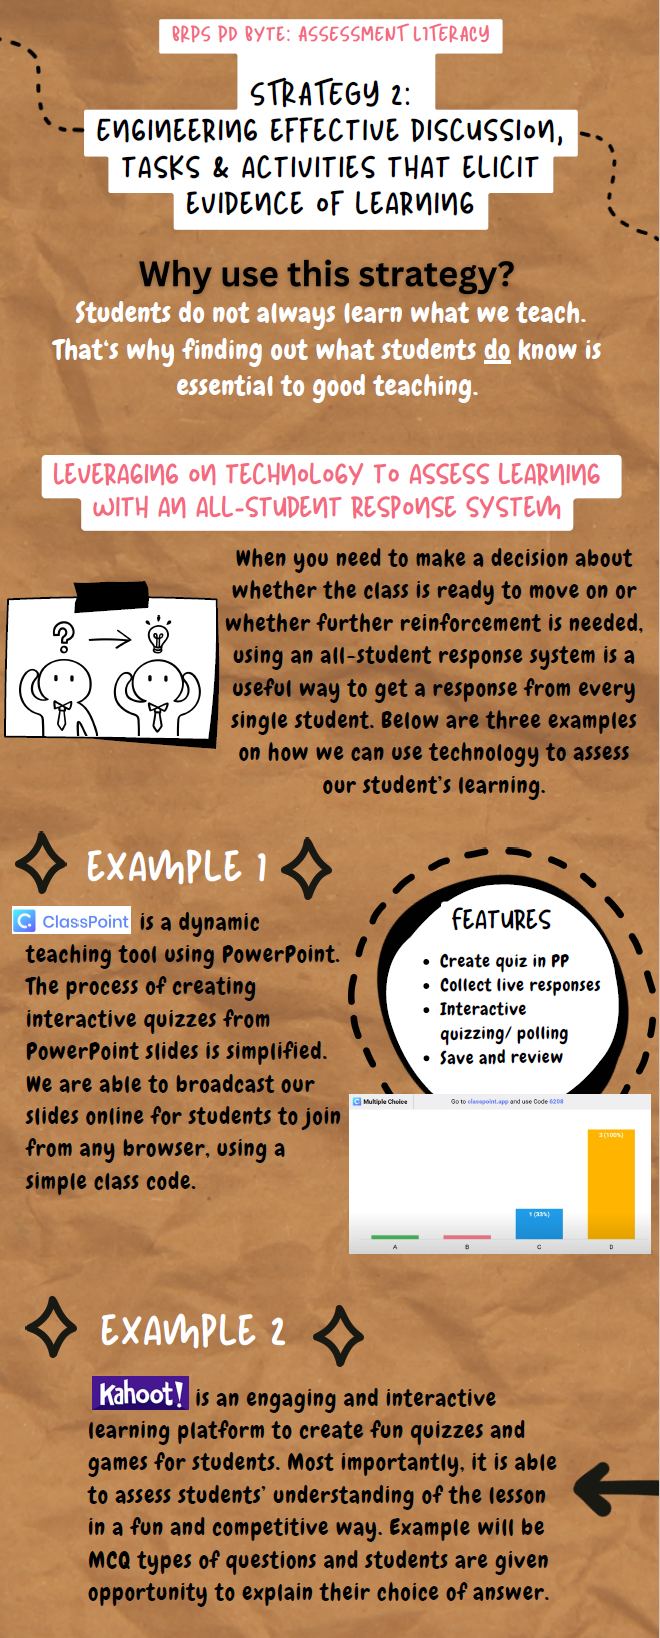 BRPS PD BYTE: ASSESSMENT LITERACY
STRATEGY 2:
ENGINEERING EFFECTIVE DISCUSSION,
TASKS & ACTIVITIES THAT ELICIT
EVIDENCE OF LEARNING
Why use this strategy?
Students do not always learn what we teach.
That's why finding out what students do know is
essential to good teaching.
LEVERAGING ON TECHNOLOGY TO ASSESS LEARNING
WITH AN ALL-STUDENT RESPONSE SYSTEM
When you need to make a decision about
whether the class is ready to move on or
whether further reinforcement is needed,
using an all-student response system is a
useful way to get a response from every
single student. Below are three examples
on how we can use technology to assess
our student's learning.
?
EXAMPLE 1
C. ClassPoint is a dynamic
teaching tool using PowerPoint.
The process of creating
interactive quizzes from
PowerPoint slides is simplified.
We are able to broadcast our
slides online for students to join
from any browser, using a
simple class code.
FEATURES
• Create quiz in PP
• Collect live responses
• Interactive
quizzing/ polling
• Save and review
C. Multiple Choice
Go to classpoint.app and use Code 6208
3 (100%)
1 (33%)
A B C D
EXAMPLE 2
Kahoot! is an engaging and interactive
learning platform to create fun quizzes and
games for students. Most importantly, it is able
to assess students' understanding of the lesson
in a fun and competitive way. Example will be
MCQ types of questions and students are given
opportunity to explain their choice of answer.